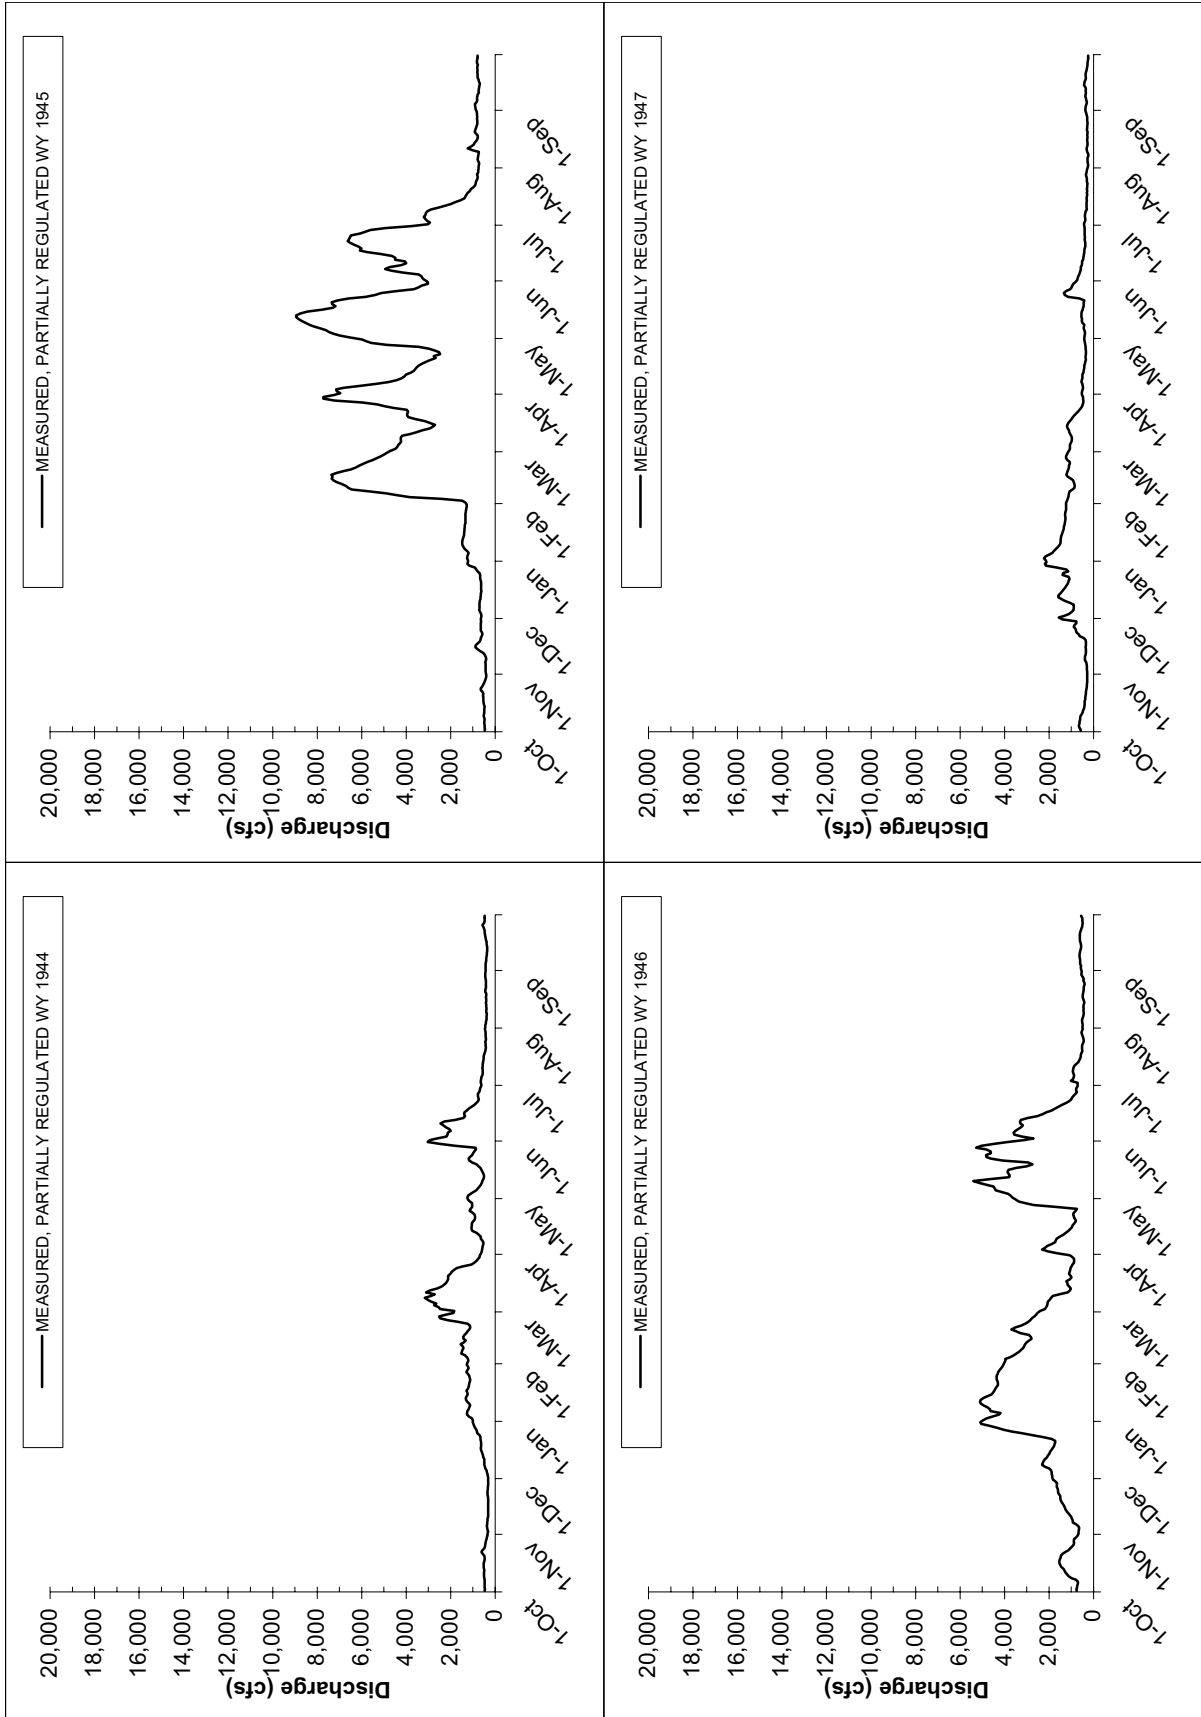 MEASURED, PARTIALLY REGULATED WY 1944
Discharge (cfs)
20,000
18,000
16,000
14,000
12,000
10,000
8,000
6,000
4,000
2,000
0
1-Oct
1-Nov
1-Dec
1-Jan
1-Feb
1-Mar
1-Apr
1-May
1-Jun
1-Jul
1-Aug
1-Sep
MEASURED, PARTIALLY REGULATED WY 1945
Discharge (cfs)
20,000
18,000
16,000
14,000
12,000
10,000
8,000
6,000
4,000
2,000
0
1-Oct
1-Nov
1-Dec
1-Jan
1-Feb
1-Mar
1-Apr
1-May
1-Jun
1-Jul
1-Aug
1-Sep
MEASURED, PARTIALLY REGULATED WY 1946
Discharge (cfs)
20,000
18,000
16,000
14,000
12,000
10,000
8,000
6,000
4,000
2,000
0
1-Oct
1-Nov
1-Dec
1-Jan
1-Feb
1-Mar
1-Apr
1-May
1-Jun
1-Jul
1-Aug
1-Sep
MEASURED, PARTIALLY REGULATED WY 1947
Discharge (cfs)
20,000
18,000
16,000
14,000
12,000
10,000
8,000
6,000
4,000
2,000
0
1-Oct
1-Nov
1-Dec
1-Jan
1-Feb
1-Mar
1-Apr
1-May
1-Jun
1-Jul
1-Aug
1-Sep